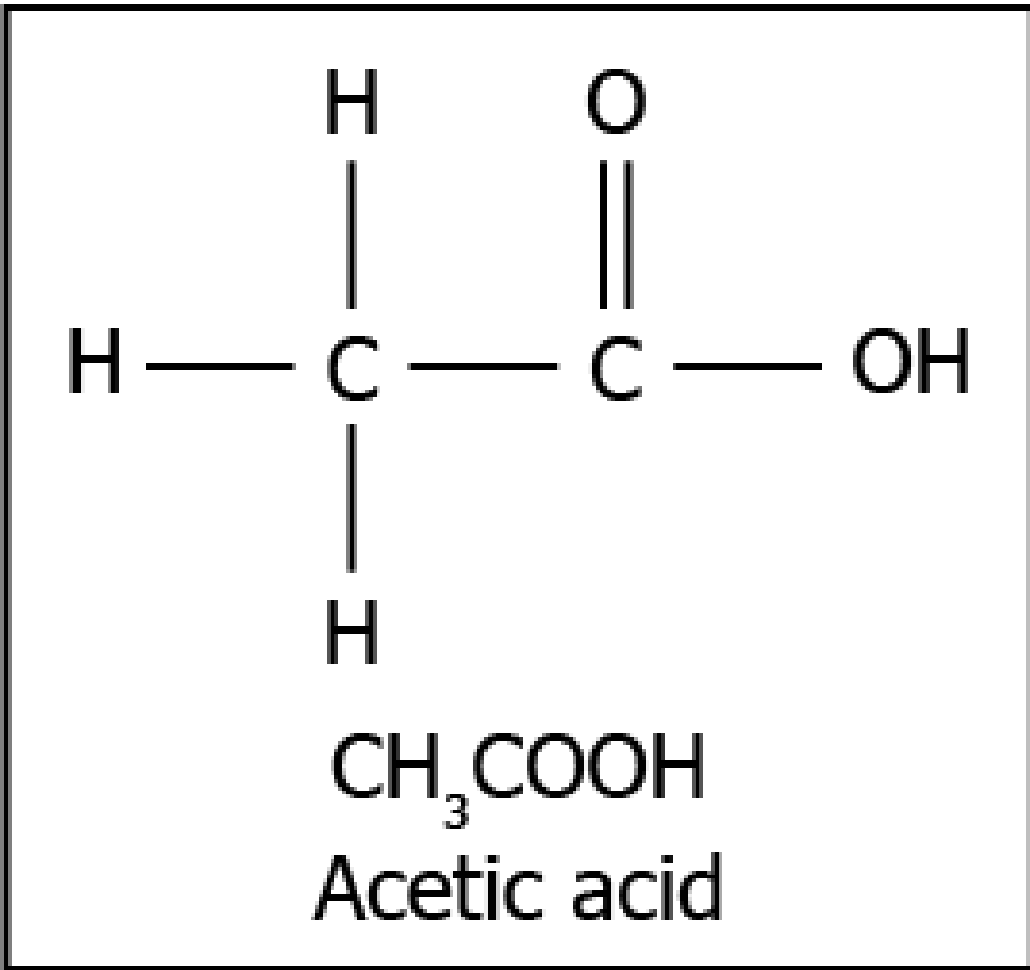 H O
H C C OH
H
CH₃COOH
Acetic acid